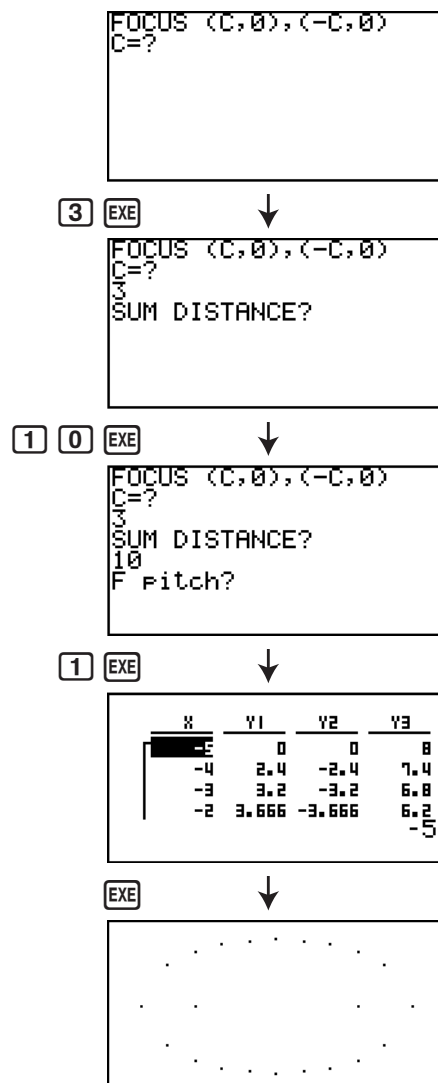 FOCUS (C,0),(-C,0)
C=?
3 EXE
FOCUS (C,0),(-C,0)
C=?
3
SUM DISTANCE?
1 0 EXE
FOCUS (C,0),(-C,0)
C=?
3
SUM DISTANCE?
10
F pitch?
1 EXE
X Y1 Y2 Y3
-5 0 0 8
-4 2.4 -2.4 7.4
-3 3.2 -3.2 6.8
-2 3.666 -3.666 6.2
-5
EXE